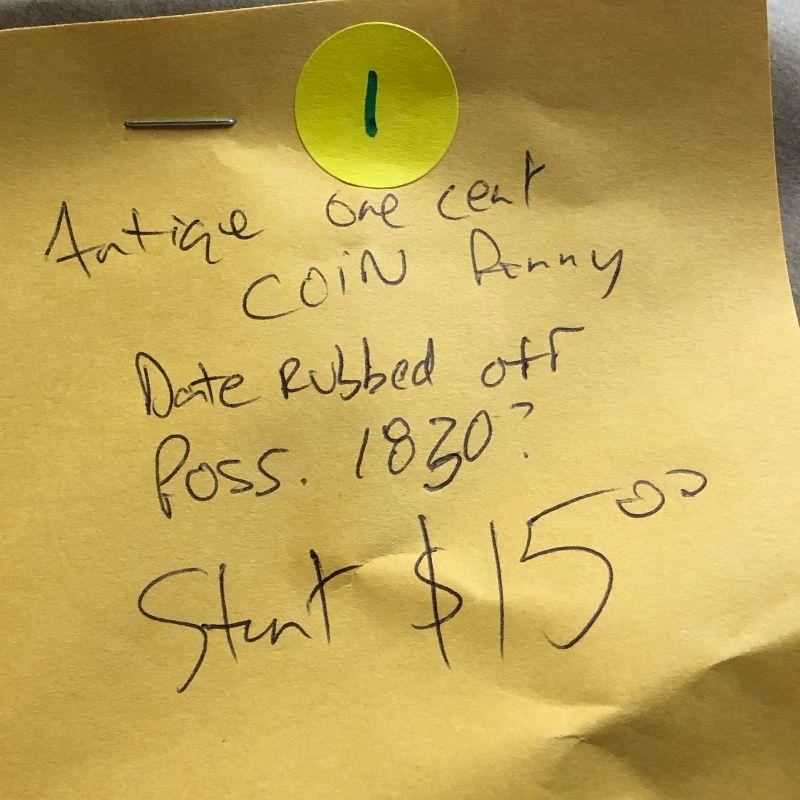 1
Antique one cent
COIN Penny
Date Rubbed off
Poss. 1830?
Start $15.00